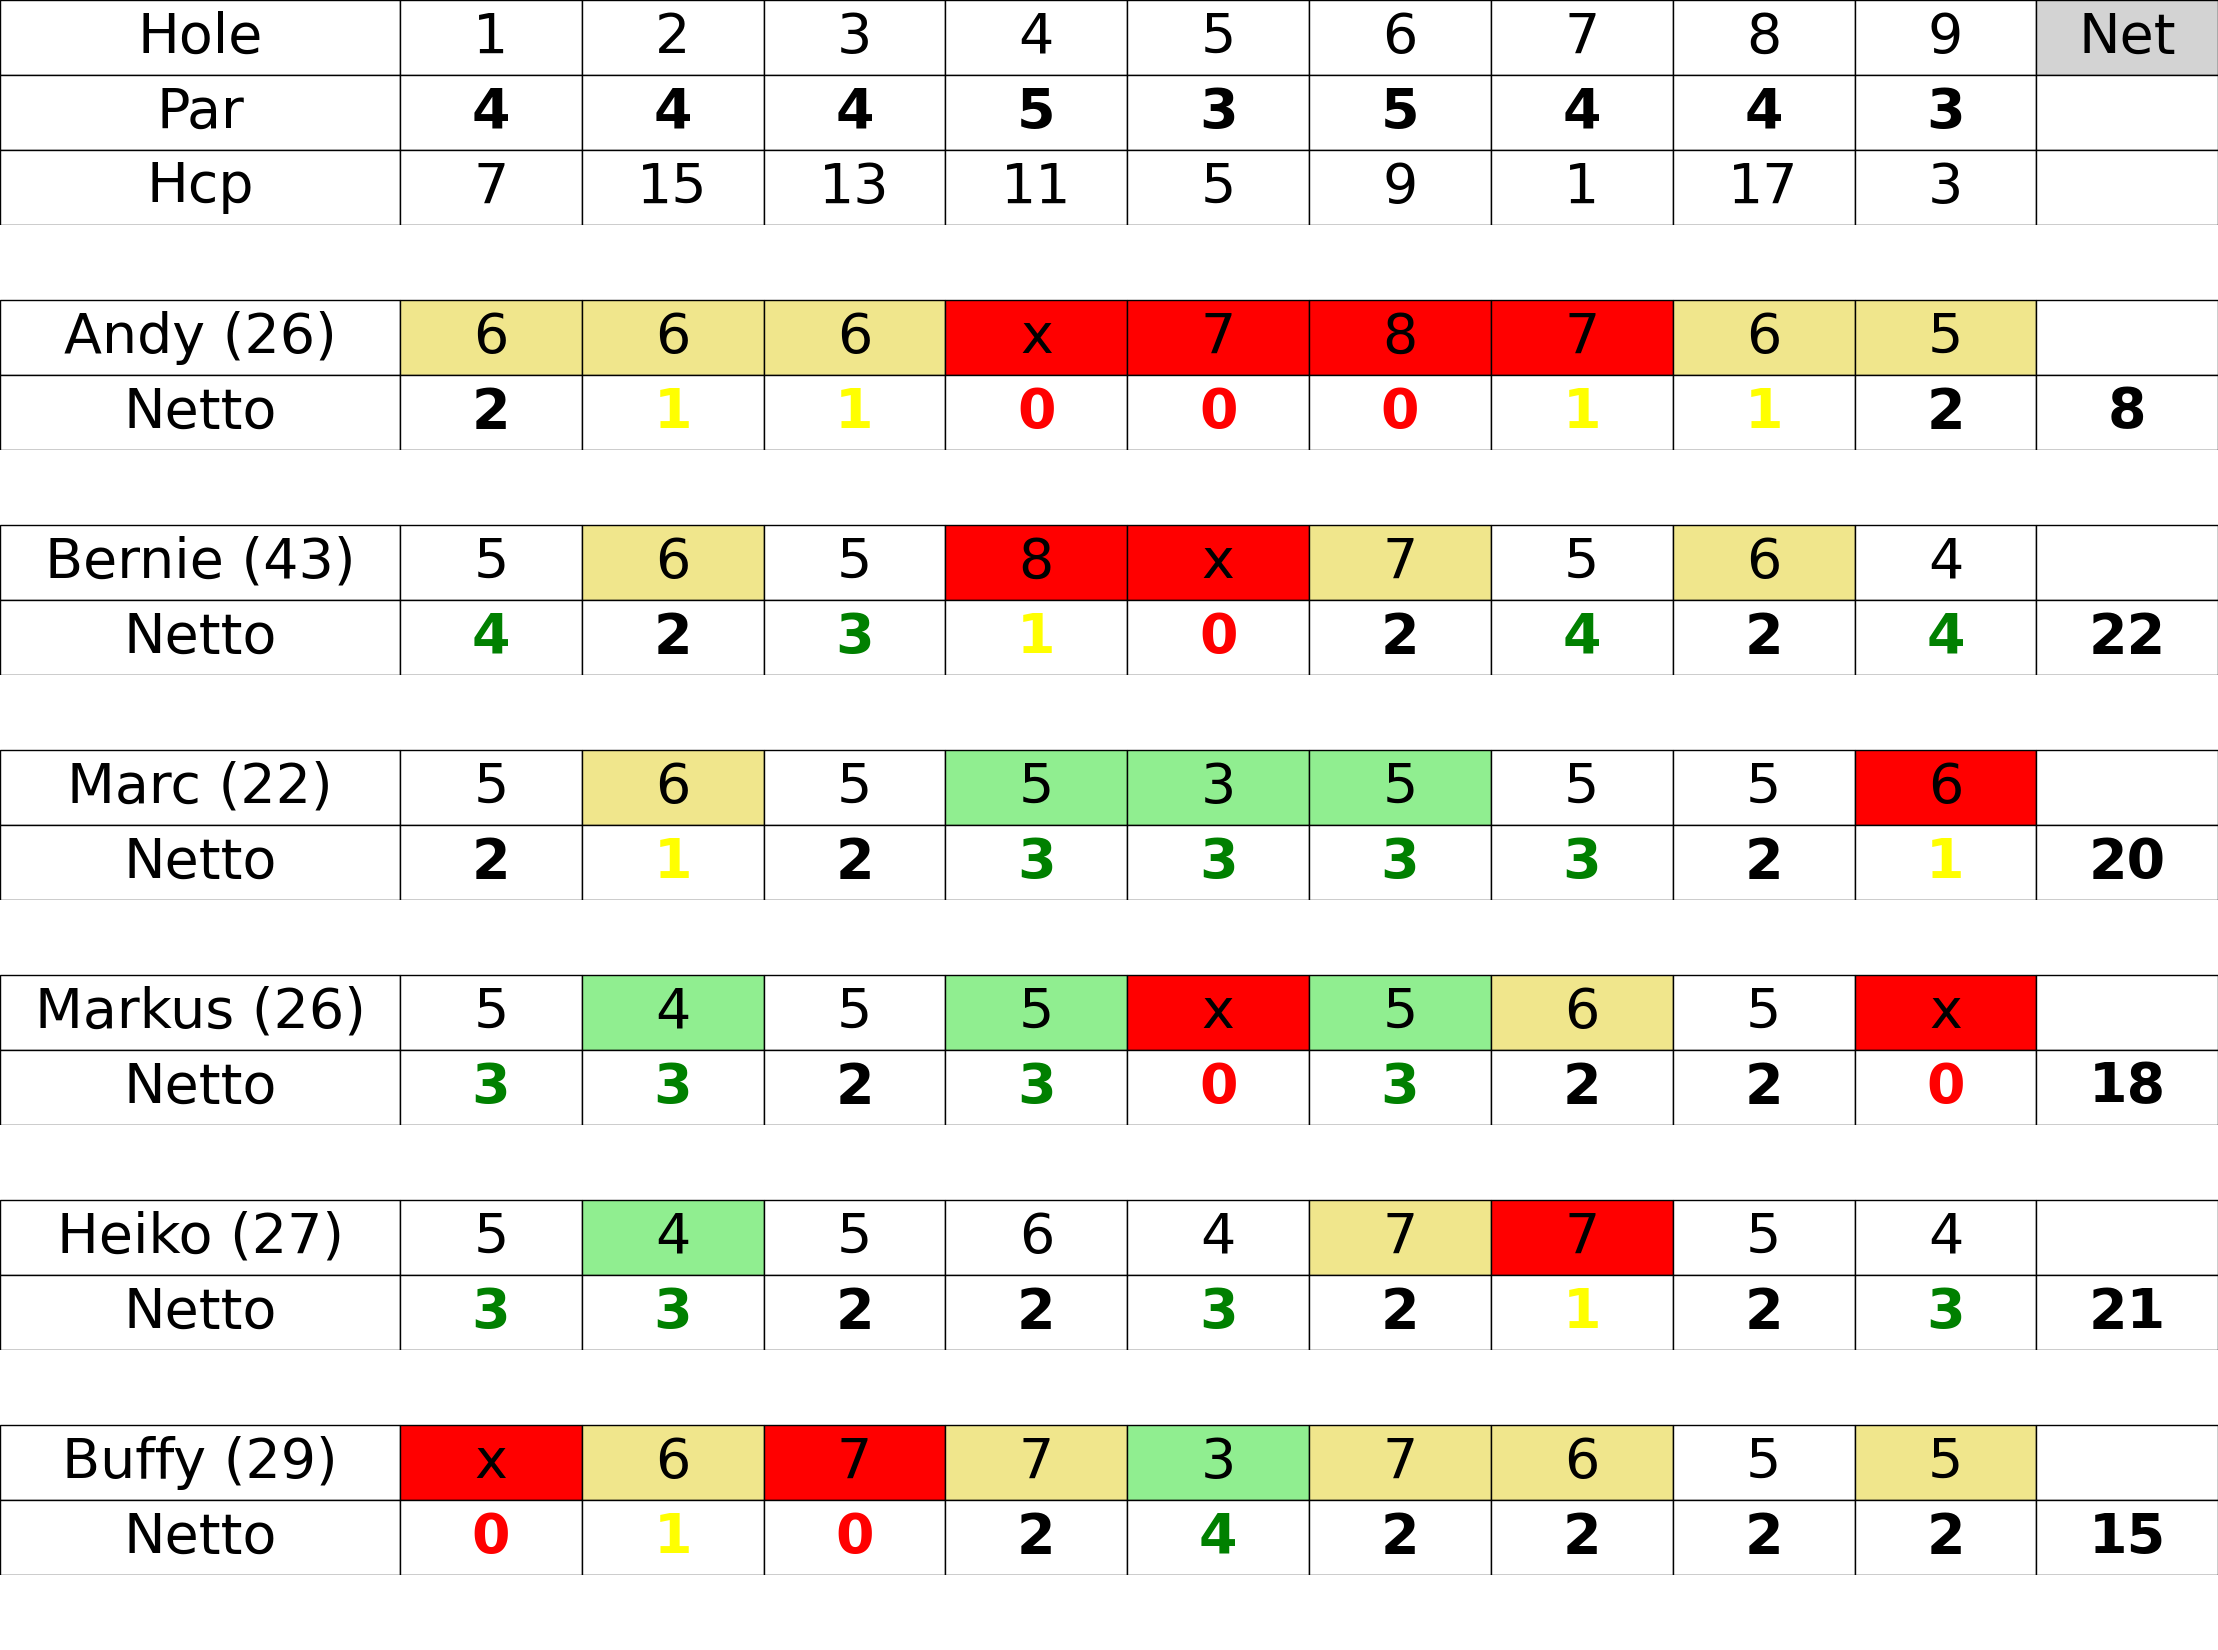 Hole 1 2 3 4 5 6 7 8 9 Net
Par 4 4 4 5 3 5 4 4 3
Hcp 7 15 13 11 5 9 1 17 3
Andy (26) 6 6 6 x 7 8 7 6 5
Netto 2 1 1 0 0 0 1 1 2 8
Bernie (43) 5 6 5 8 x 7 5 6 4
Netto 4 2 3 1 0 2 4 2 4 22
Marc (22) 5 6 5 5 3 5 5 5 6
Netto 2 1 2 3 3 3 3 2 1 20
Markus (26) 5 4 5 5 x 5 6 5 x
Netto 3 3 2 3 0 3 2 2 0 18
Heiko (27) 5 4 5 6 4 7 7 5 4
Netto 3 3 2 2 3 2 1 2 3 21
Buffy (29) x 6 7 7 3 7 6 5 5
Netto 0 1 0 2 4 2 2 2 2 15